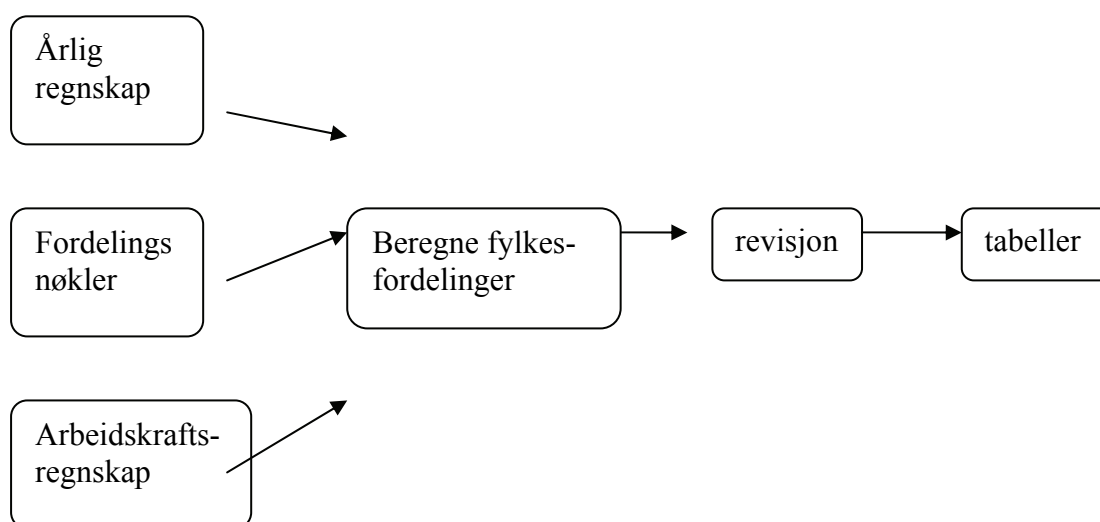 Årlig
regnskap
Fordelings
nøkler
Beregne fylkes-
fordelinger
revisjon
tabeller
Arbeidskrafts-
regnskap